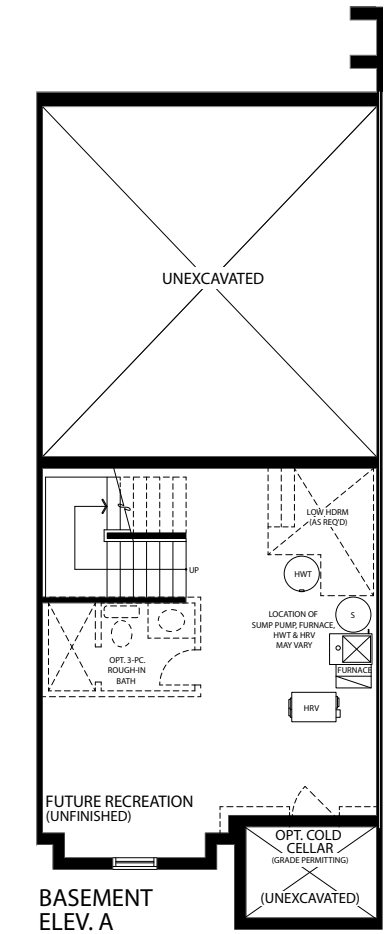 UNEXCAVATED
LOW HDRM
(AS REQ'D)
HWT
UP
LOCATION OF
SUMP PUMP, FURNACE,
HWT & HRV
MAY VARY
S
FURNACE
OPT. 3-PC.
ROUGH-IN
BATH
HRV
FUTURE RECREATION
(UNFINISHED)
OPT. COLD
CELLAR
(GRADE PERMITTING)
(UNEXCAVATED)
BASEMENT
ELEV. A